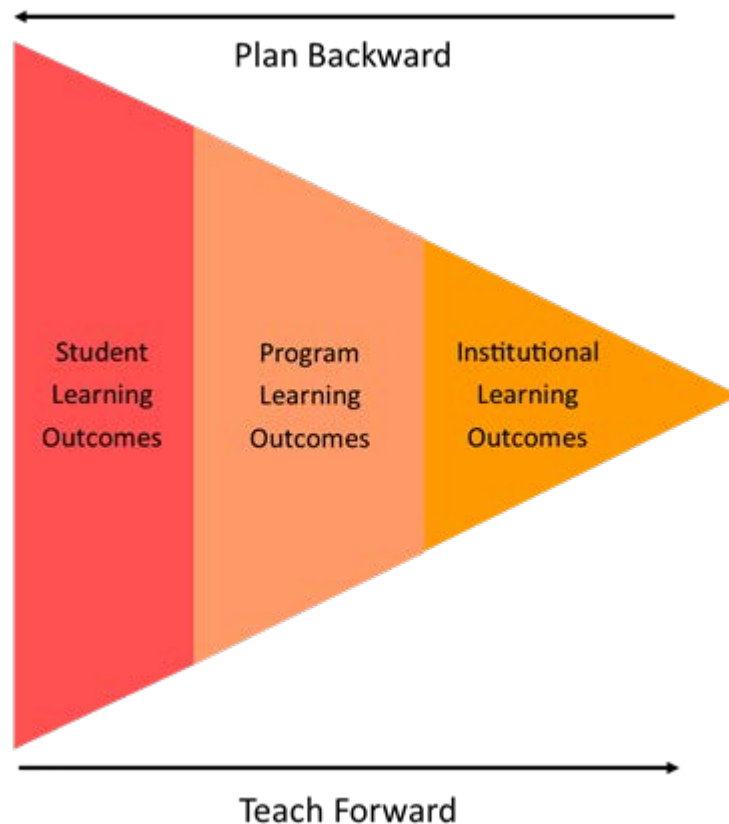 Plan Backward
Student
Learning
Outcomes
Program
Learning
Outcomes
Institutional
Learning
Outcomes
Teach Forward